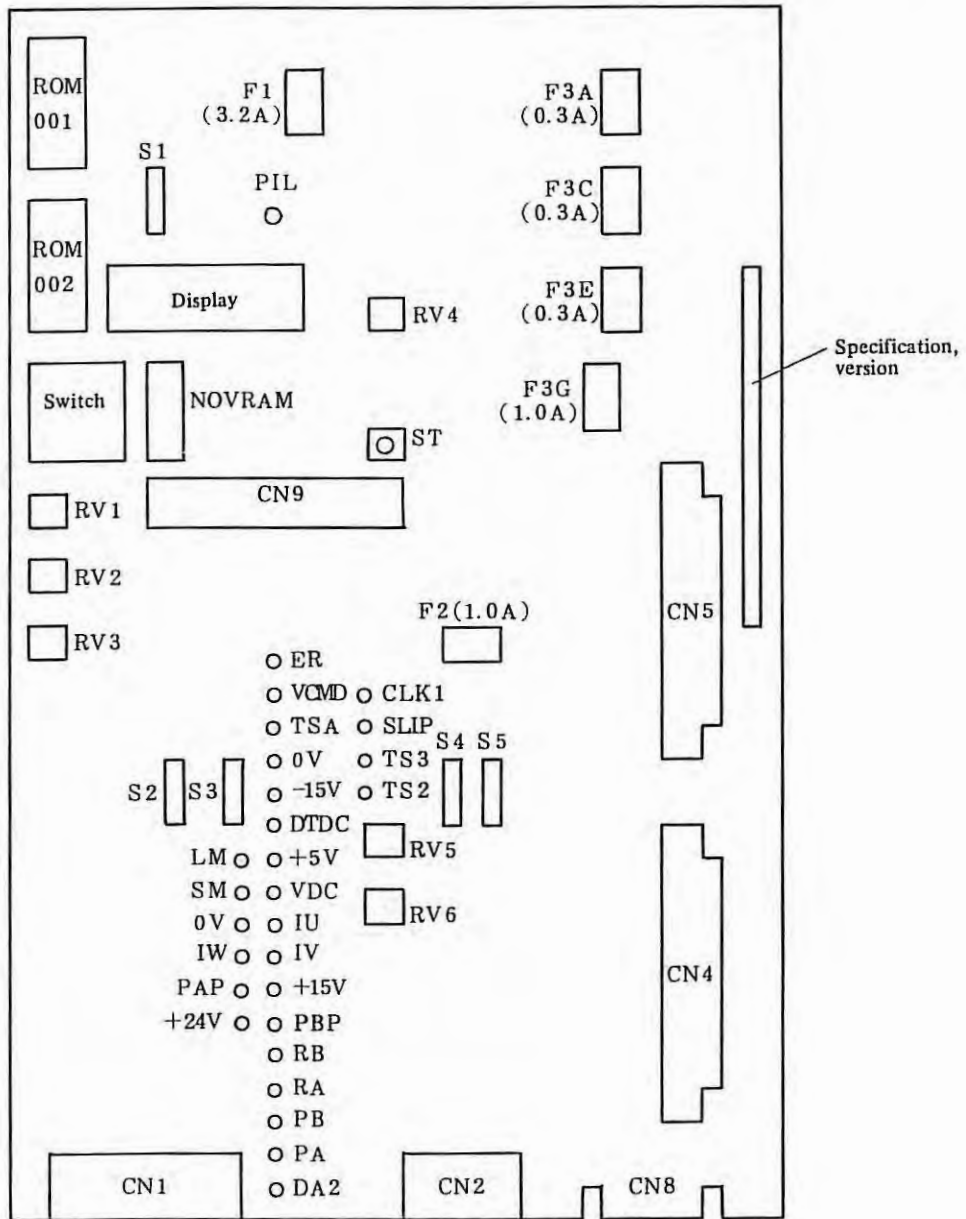 ROM
001
F1
(3.2A)
F3A
(0.3A)
S1
PIL
F3C
(0.3A)
ROM
002
Display
RV4
F3E
(0.3A)
Specification,
version
Switch
NOVRAM
F3G
(1.0A)
ST
CN9
RV1
RV2
RV3
CN5
F2(1.0A)
ER
VCMD
CLK1
TSA
SLIP
S4
S5
0V
TS3
S2
S3
-15V
TS2
DTDC
LM
+5V
RV5
SM
VDC
0V
IU
RV6
IW
IV
CN4
PAP
+15V
+24V
PBP
RB
RA
PB
PA
CN1
DA2
CN2
CN8